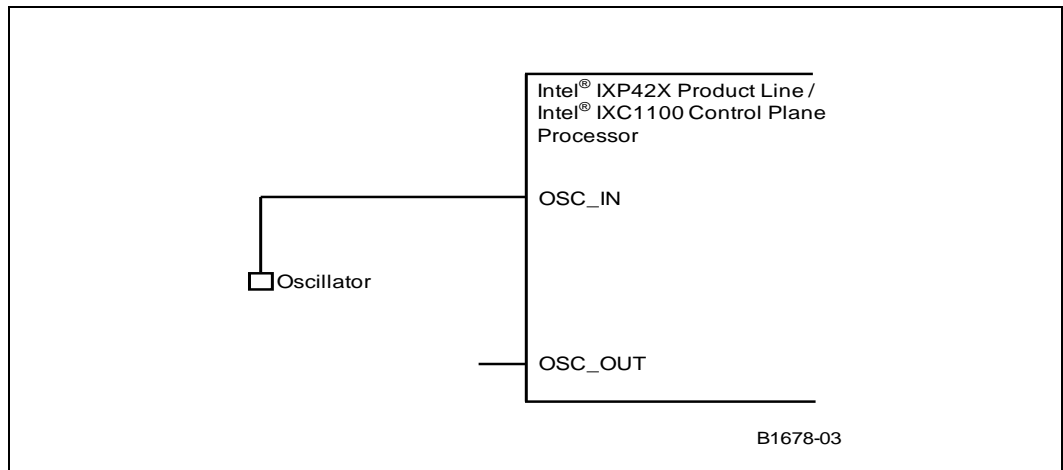 Intel® IXP42X Product Line /
Intel® IXC1100 Control Plane
Processor
OSC_IN
Oscillator
OSC_OUT
B1678-03